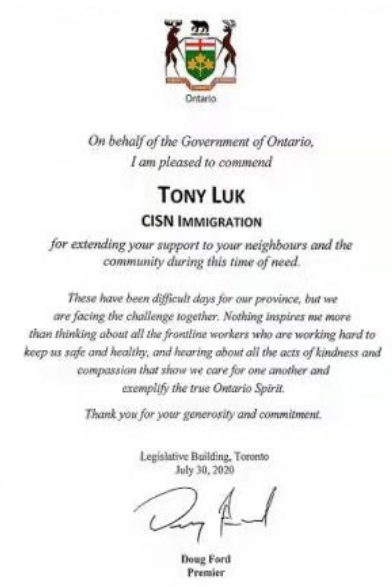 Ontario
On behalf of the Government of Ontario,
I am pleased to commend
TONY LUK
CISN IMMIGRATION
for extending your support to your neighbours and the
community during this time of need.
These have been difficult days for our province, but we
are facing the challenge together. Nothing inspires me more
than thinking about all the frontline workers who are working hard to
keep us safe and healthy, and hearing about all the acts of kindness and
compassion that show we care for one another and
exemplify the true Ontario Spirit.
Thank you for your generosity and commitment.
Legislative Building, Toronto
July 30, 2020
Doug Ford
Doug Ford
Premier